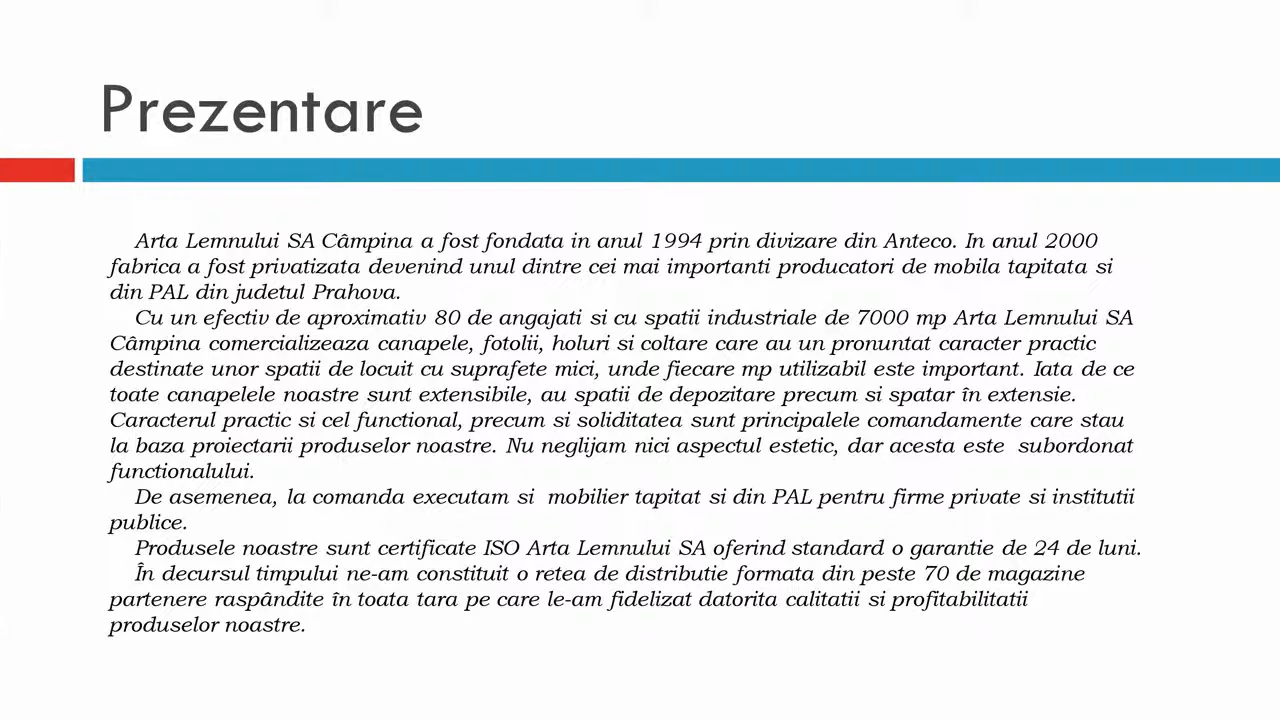 Prezentare
Arta Lemnului SA Câmpina a fost fondata in anul 1994 prin divizare din Anteco. In anul 2000
fabrica a fost privatizata devenind unul dintre cei mai importanti producatori de mobila tapitata si
din PAL din judetul Prahova.
Cu un efectiv de aproximativ 80 de angajati si cu spatii industriale de 7000 mp Arta Lemnului SA
Câmpina comercializeaza canapele, fotolii, holuri si coltare care au un pronuntat caracter practic
destinate unor spatii de locuit cu suprafete mici, unde fiecare mp utilizabil este important. Iata de ce
toate canapelele noastre sunt extensibile, au spatii de depozitare precum si spatar în extensie.
Caracterul practic si cel functional, precum si soliditatea sunt principalele comandamente care stau
la baza proiectarii produselor noastre. Nu neglijam nici aspectul estetic, dar acesta este  subordonat
functionalului.
De asemenea, la comanda executam si  mobilier tapitat si din PAL pentru firme private si institutii
publice.
Produsele noastre sunt certificate ISO Arta Lemnului SA oferind standard o garantie de 24 de luni.
În decursul timpului ne-am constituit o retea de distributie formata din peste 70 de magazine
partenere raspândite în toata tara pe care le-am fidelizat datorita calitatii si profitabilitatii
produselor noastre.